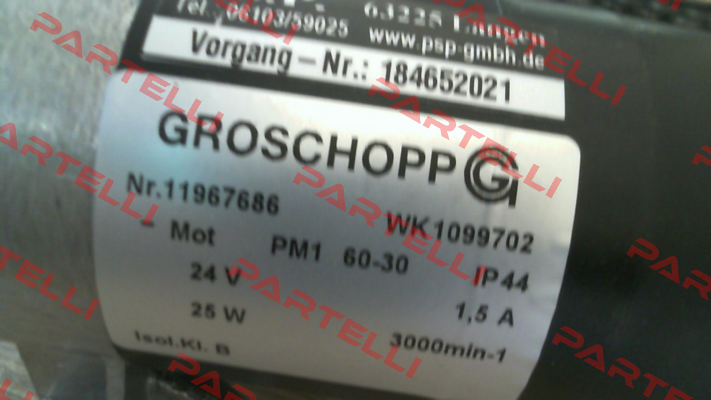 63225 Langen
Tel.: 06103/59025 www.psp-gmbh.de
Vorgang - Nr.: 184652021
GROSCHOPP G
Nr.11967686 WK1099702
- Mot PM1 60-30 IP44
24 V 1,5 A
25 W 3000min-1
Isol.Kl. B
PARTELLI
PARTELLI
PARTELLI
PARTELLI
PARTELLI
PARTELLI
PARTELLI